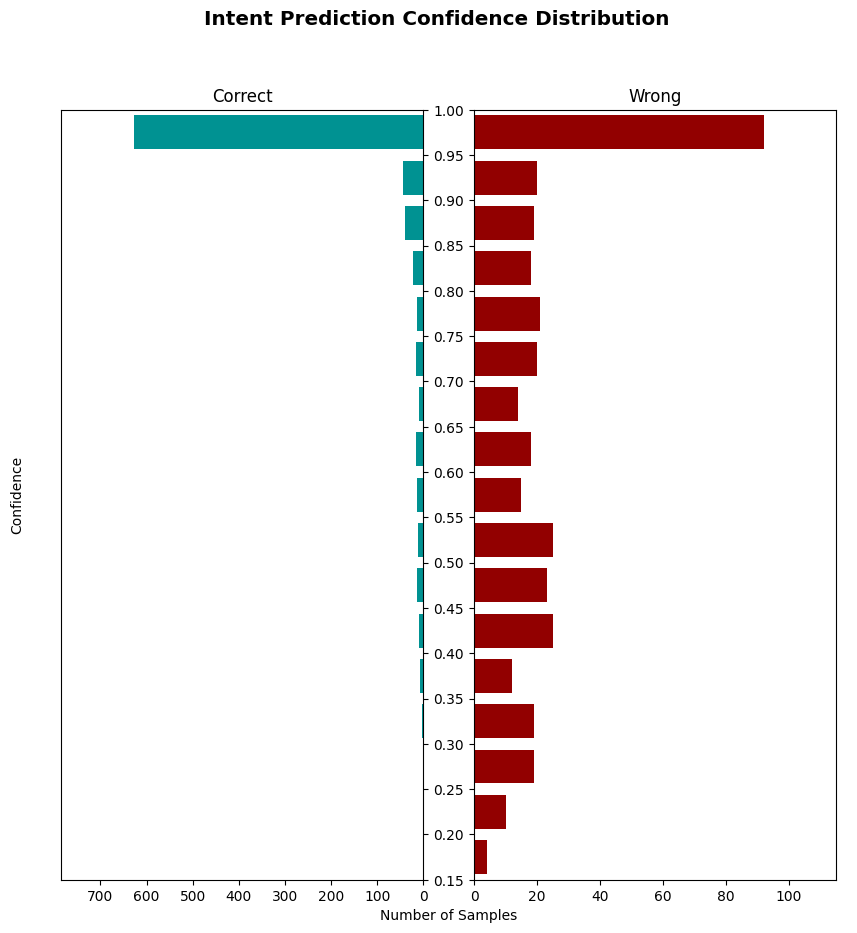 Intent Prediction Confidence Distribution
Correct
Wrong
1.00
0.95
0.90
0.85
0.80
0.75
0.70
0.65
0.60
0.55
0.50
0.45
0.40
0.35
0.30
0.25
0.20
0.15
Confidence
700 600 500 400 300 200 100 0
0 20 40 60 80 100
Number of Samples